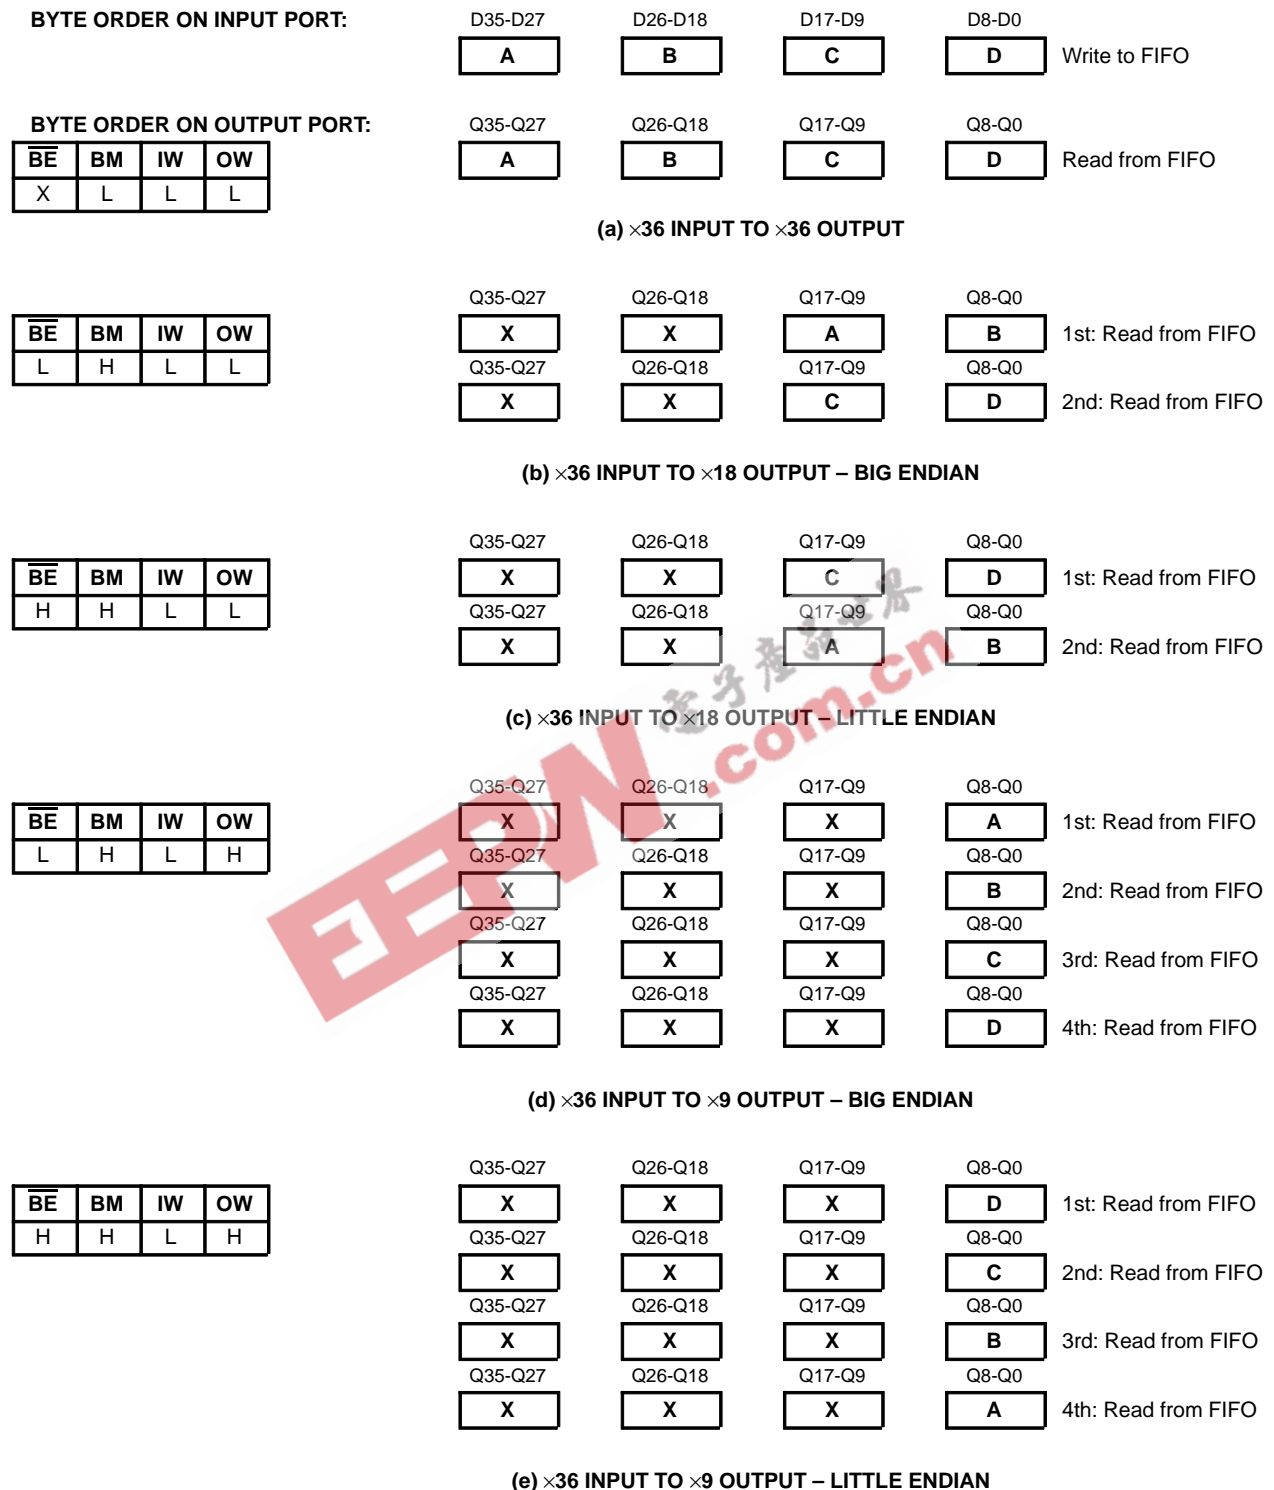 BYTE ORDER ON INPUT PORT:
D35-D27 D26-D18 D17-D9 D8-D0
A B C D Write to FIFO
BYTE ORDER ON OUTPUT PORT:
Q35-Q27 Q26-Q18 Q17-Q9 Q8-Q0
BE BM IW OW
X L L L
A B C D Read from FIFO
(a) ×36 INPUT TO ×36 OUTPUT
Q35-Q27 Q26-Q18 Q17-Q9 Q8-Q0
BE BM IW OW
L H L L
X X A B 1st: Read from FIFO
Q35-Q27 Q26-Q18 Q17-Q9 Q8-Q0
X X C D 2nd: Read from FIFO
(b) ×36 INPUT TO ×18 OUTPUT – BIG ENDIAN
Q35-Q27 Q26-Q18 Q17-Q9 Q8-Q0
BE BM IW OW
H H L L
X X C D 1st: Read from FIFO
Q35-Q27 Q26-Q18 Q17-Q9 Q8-Q0
X X A B 2nd: Read from FIFO
(c) ×36 INPUT TO ×18 OUTPUT – LITTLE ENDIAN
EEPW.com.cn
電子產品世界
Q35-Q27 Q26-Q18 Q17-Q9 Q8-Q0
BE BM IW OW
L H L H
X X X A 1st: Read from FIFO
Q35-Q27 Q26-Q18 Q17-Q9 Q8-Q0
X X X B 2nd: Read from FIFO
Q35-Q27 Q26-Q18 Q17-Q9 Q8-Q0
X X X C 3rd: Read from FIFO
Q35-Q27 Q26-Q18 Q17-Q9 Q8-Q0
X X X D 4th: Read from FIFO
(d) ×36 INPUT TO ×9 OUTPUT – BIG ENDIAN
Q35-Q27 Q26-Q18 Q17-Q9 Q8-Q0
BE BM IW OW
H H L H
X X X D 1st: Read from FIFO
Q35-Q27 Q26-Q18 Q17-Q9 Q8-Q0
X X X C 2nd: Read from FIFO
Q35-Q27 Q26-Q18 Q17-Q9 Q8-Q0
X X X B 3rd: Read from FIFO
Q35-Q27 Q26-Q18 Q17-Q9 Q8-Q0
X X X A 4th: Read from FIFO
(e) ×36 INPUT TO ×9 OUTPUT – LITTLE ENDIAN